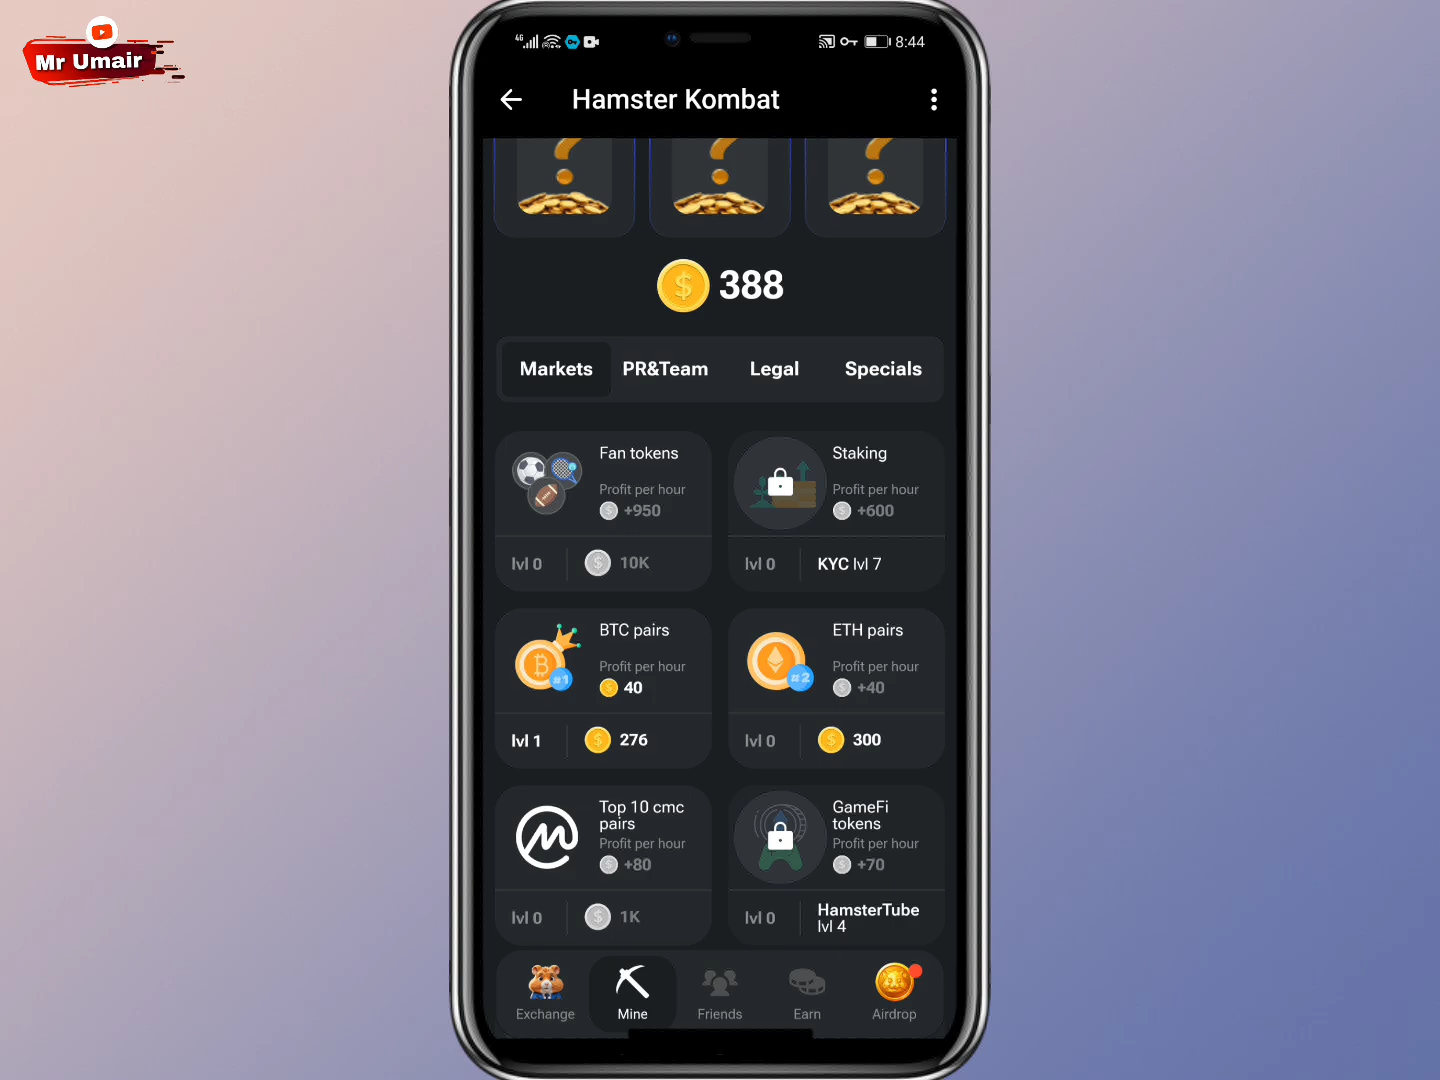 Mr Umair
4G
8:44
Hamster Kombat
388
Markets PR&Team Legal Specials
Fan tokens
Profit per hour
+950
lvl 0
10K
Staking
Profit per hour
+600
lvl 0
KYC lvl 7
BTC pairs
#1
Profit per hour
40
lvl 1
276
ETH pairs
#2
Profit per hour
+40
lvl 0
300
Top 10 cmc
pairs
Profit per hour
+80
lvl 0
1K
GameFi
tokens
Profit per hour
+70
lvl 0
HamsterTube
lvl 4
Exchange Mine Friends Earn Airdrop